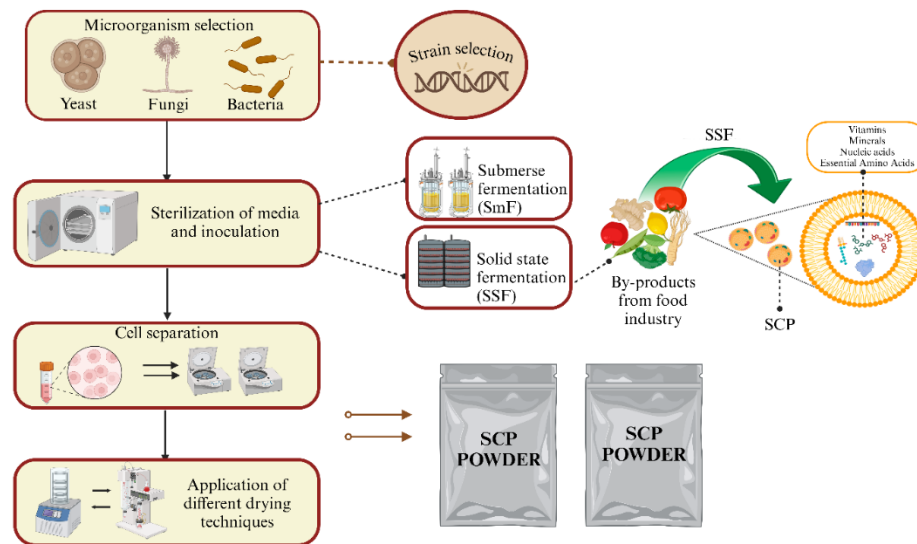 Microorganism selection
Yeast
Fungi
Bacteria
Strain selection
Sterilization of media
and inoculation
Submerse
fermentation
(SmF)
Solid state
fermentation
(SSF)
SSF
By-products
from food
industry
SCP
Vitamins
Minerals
Nucleic acids
Essential Amino Acids
Cell separation
SCP
POWDER
SCP
POWDER
Application of
different drying
techniques